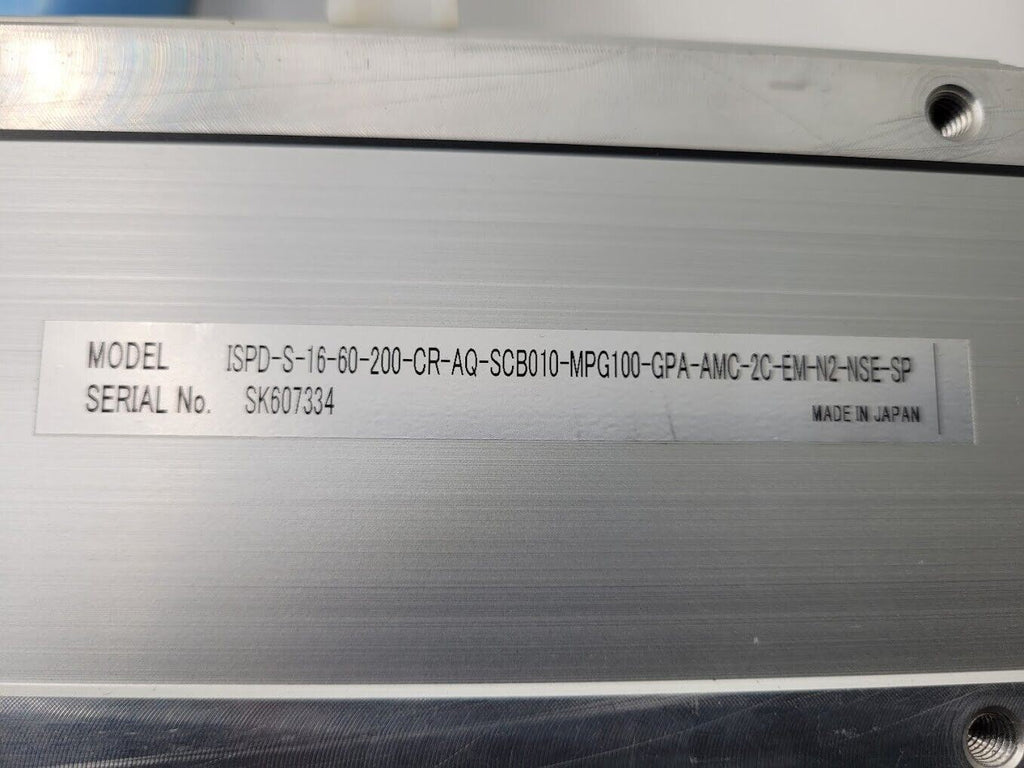 MODEL ISPD-S-16-60-200-CR-AQ-SCB010-MPG100-GPA-AMC-2C-EM-N2-NSE-SP
SERIAL No. SK607334
MADE IN JAPAN